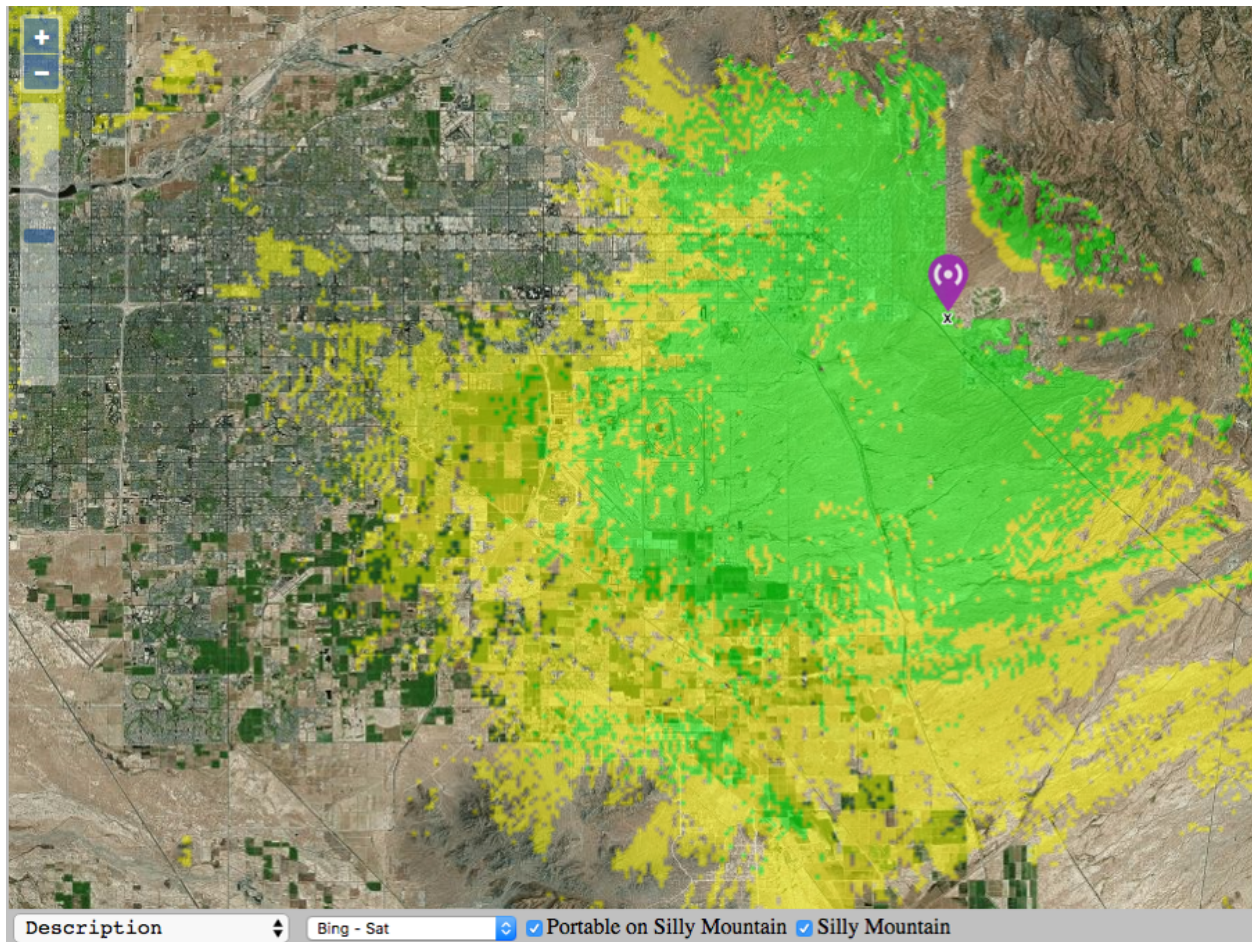 +
−
x
Description
Bing - Sat
Portable on Silly Mountain
Silly Mountain